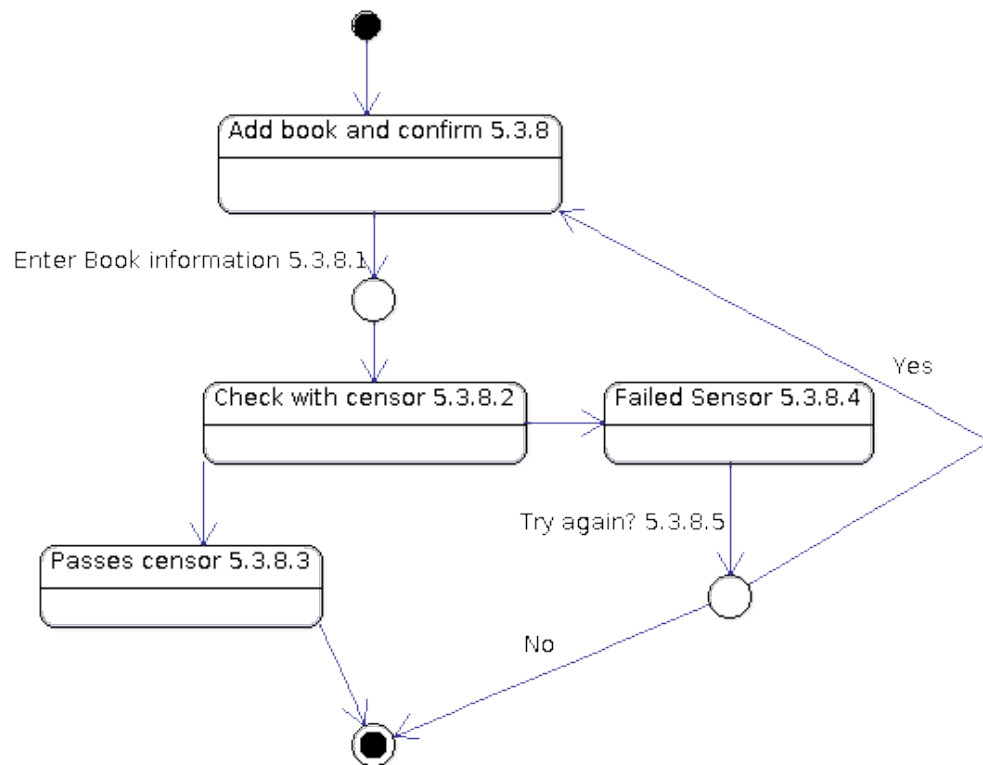 Add book and confirm 5.3.8
Enter Book information 5.3.8.1
Check with censor 5.3.8.2
Failed Sensor 5.3.8.4
Yes
Try again? 5.3.8.5
Passes censor 5.3.8.3
No